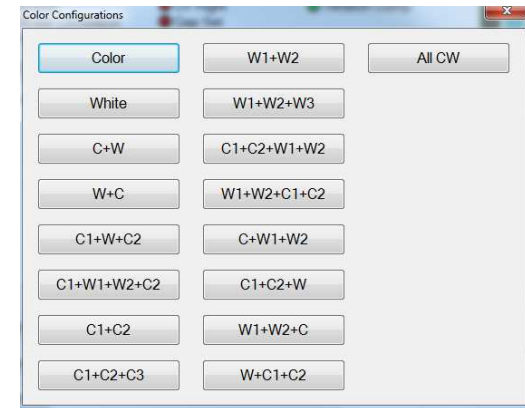 Color Configurations
Color
W1+W2
All CW
White
W1+W2+W3
C+W
C1+C2+W1+W2
W+C
W1+W2+C1+C2
C1+W+C2
C+W1+W2
C1+W1+W2+C2
C1+C2+W
C1+C2
W1+W2+C
C1+C2+C3
W+C1+C2